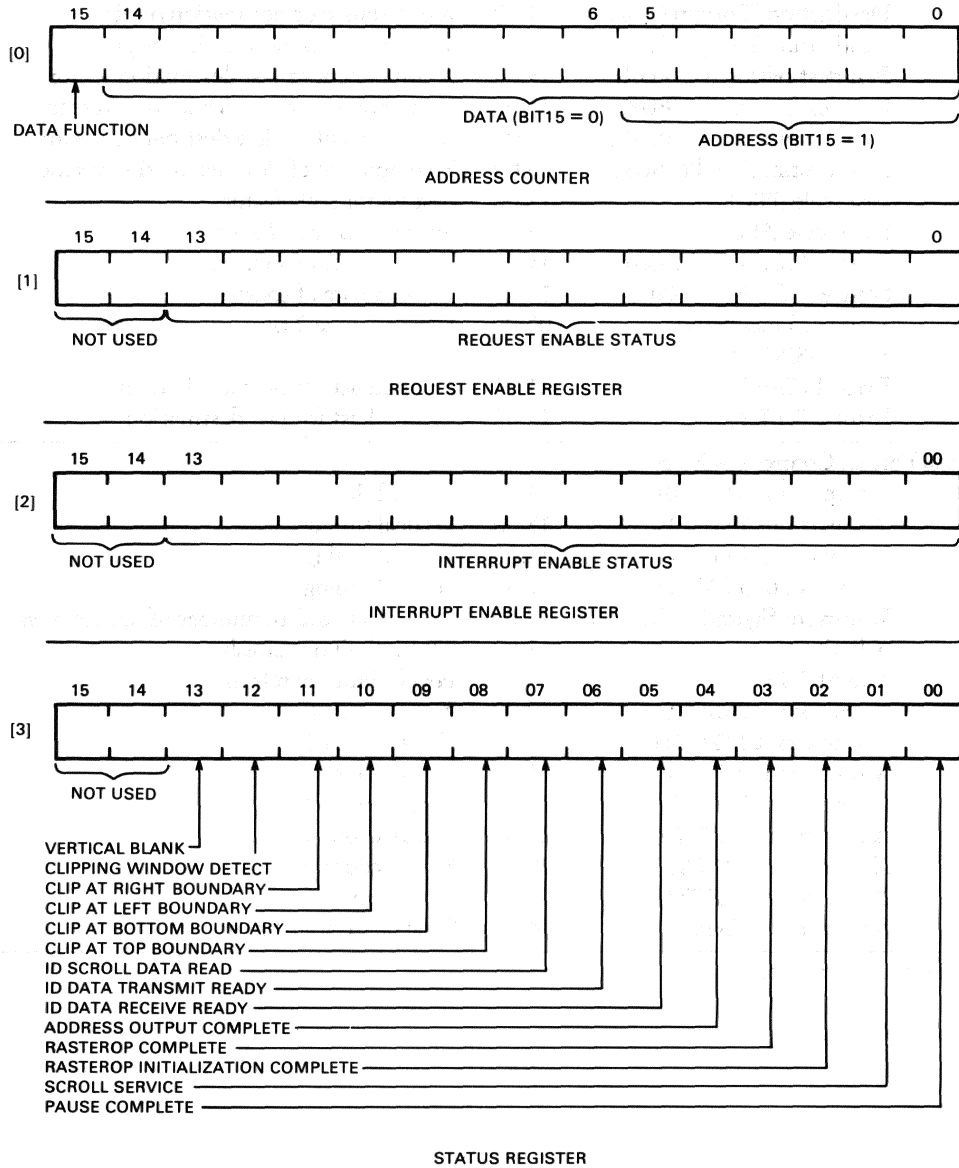 15 14 6 5 0
[0]
DATA FUNCTION
DATA (BIT15 = 0)
ADDRESS (BIT15 = 1)
ADDRESS COUNTER
15 14 13 0
[1]
NOT USED REQUEST ENABLE STATUS
REQUEST ENABLE REGISTER
15 14 13 00
[2]
NOT USED INTERRUPT ENABLE STATUS
INTERRUPT ENABLE REGISTER
15 14 13 12 11 10 09 08 07 06 05 04 03 02 01 00
[3]
NOT USED
VERTICAL BLANK
CLIPPING WINDOW DETECT
CLIP AT RIGHT BOUNDARY
CLIP AT LEFT BOUNDARY
CLIP AT BOTTOM BOUNDARY
CLIP AT TOP BOUNDARY
ID SCROLL DATA READ
ID DATA TRANSMIT READY
ID DATA RECEIVE READY
ADDRESS OUTPUT COMPLETE
RASTEROP COMPLETE
RASTEROP INITIALIZATION COMPLETE
SCROLL SERVICE
PAUSE COMPLETE
STATUS REGISTER